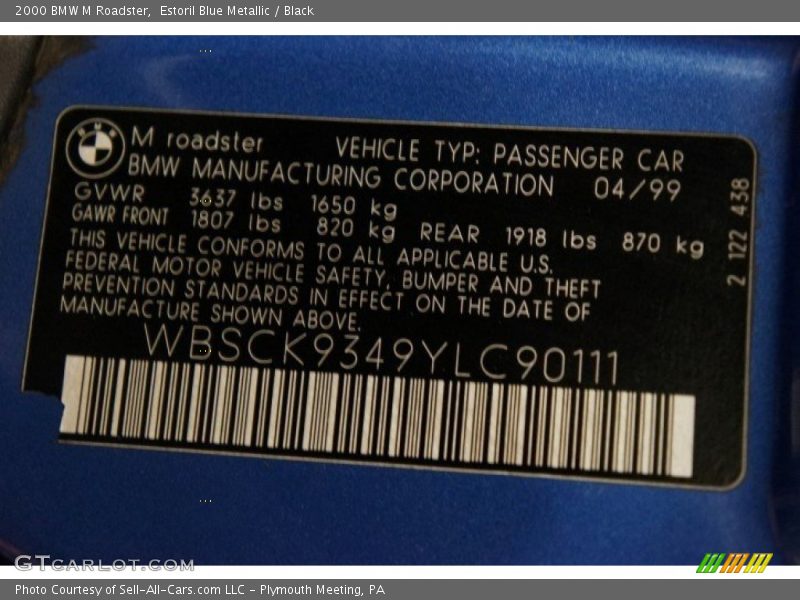 2000 BMW M Roadster, Estoril Blue Metallic / Black
M roadster VEHICLE TYP: PASSENGER CAR
BMW MANUFACTURING CORPORATION 04/99
GVWR 3637 lbs 1650 kg
GAWR FRONT 1807 lbs 820 kg REAR 1918 lbs 870 kg
THIS VEHICLE CONFORMS TO ALL APPLICABLE U.S.
FEDERAL MOTOR VEHICLE SAFETY, BUMPER AND THEFT
PREVENTION STANDARDS IN EFFECT ON THE DATE OF
MANUFACTURE SHOWN ABOVE.
WBSCK9349YLC90111
2 122 438
GTcarlot.com
Photo Courtesy of Sell-All-Cars.com LLC - Plymouth Meeting, PA